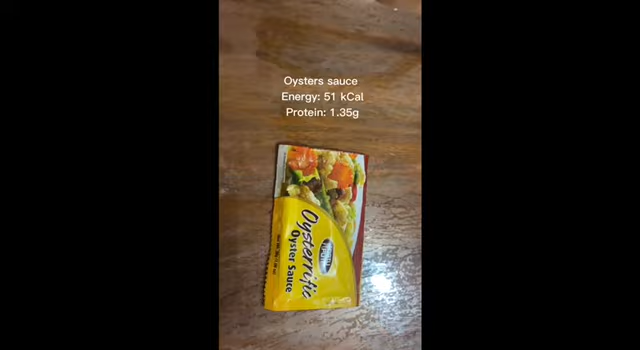 Oysters sauce
Energy: 51 kCal
Protein: 1.35g
Oysterrific
Oyster Sauce